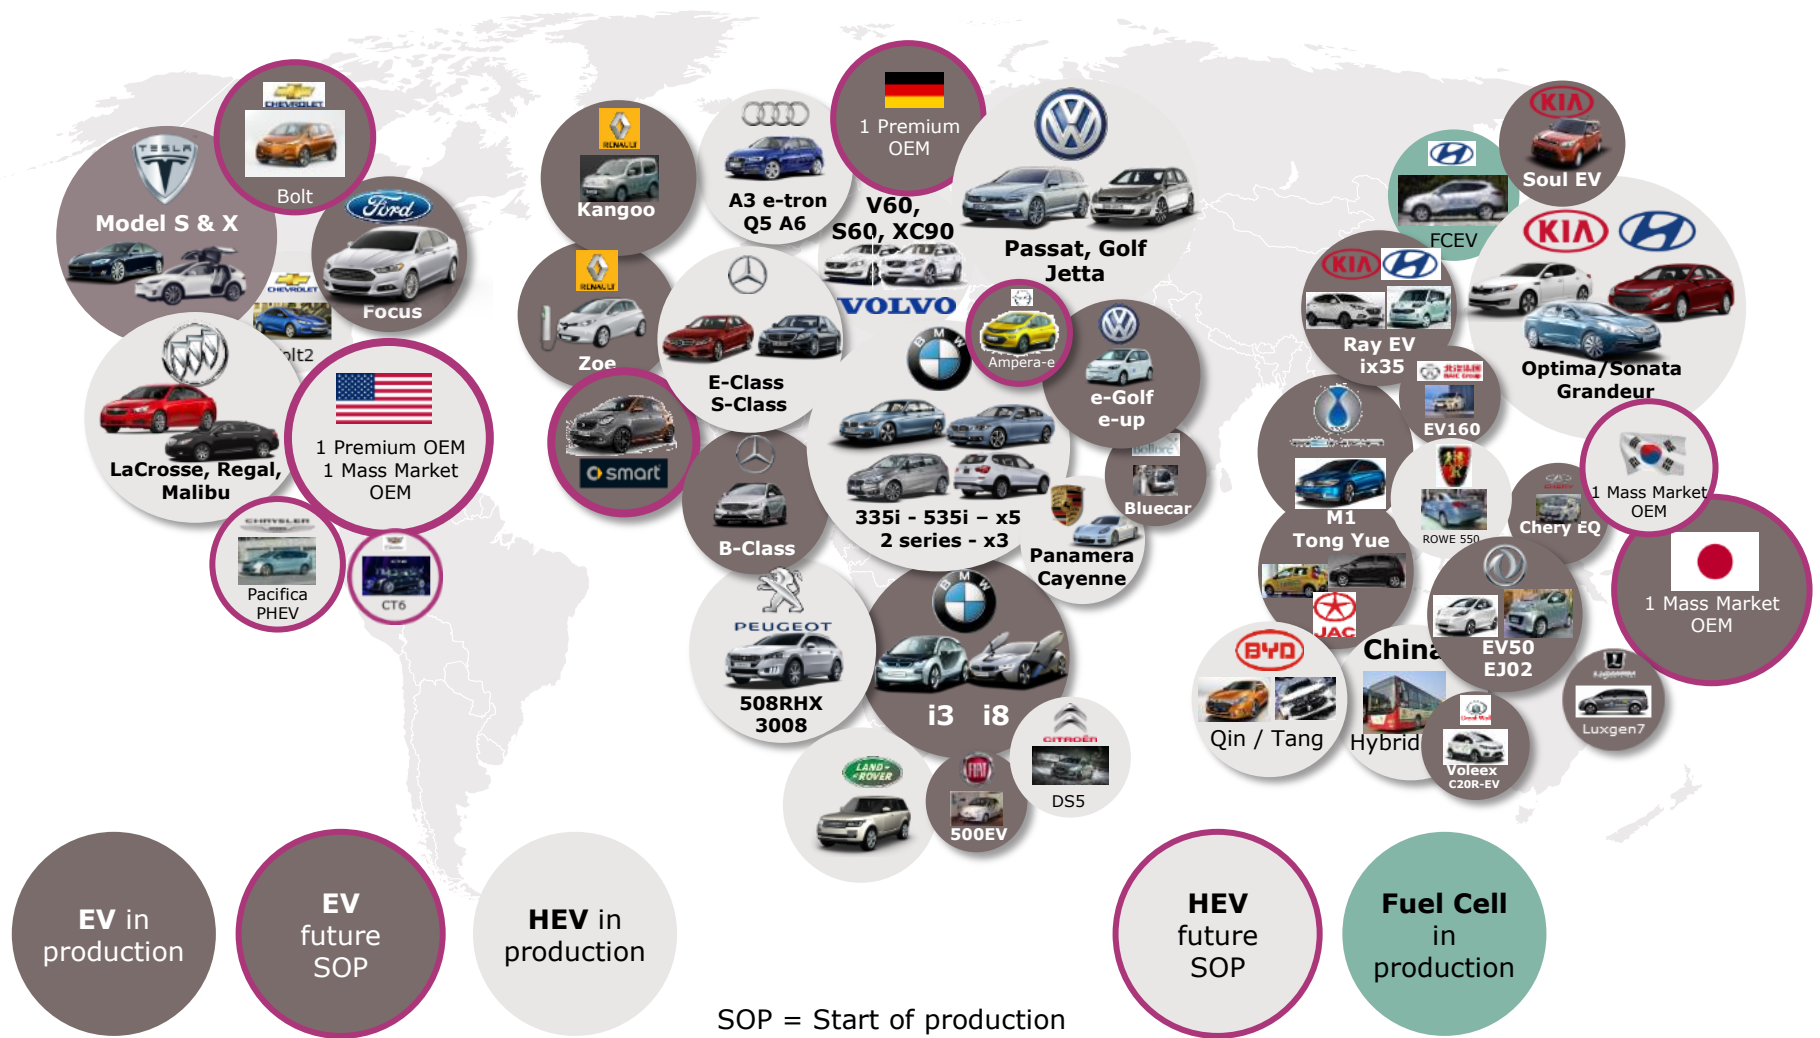 CHEVROLET
Bolt
TESLA
Model S & X
Ford
Focus
CHEVROLET
olt2
LaCrosse, Regal,
Malibu
1 Premium OEM
1 Mass Market
OEM
CHRYSLER
Pacifica
PHEV
CT6
RENAULT
Kangoo
A3 e-tron
Q5 A6
1 Premium
OEM
V60,
S60, XC90
VOLVO
Passat, Golf
Jetta
RENAULT
Zoe
E-Class
S-Class
BMW
Ampera-e
e-Golf
e-up
smart
B-Class
335i - 535i – x5
2 series - x3
Bluecar
Panamera
Cayenne
PEUGEOT
508RHX
3008
BMW
i3 i8
LAND-
ROVER
FIAT
500EV
CITROËN
DS5
KIA
Soul EV
FCEV
KIA
Ray EV
ix35
KIA
Optima/Sonata
Grandeur
EV160
M1
Tong Yue
JAC
ROWE 550
Chery EQ
1 Mass Market
OEM
1 Mass Market
OEM
EV50
EJ02
BYD
Qin / Tang
China
Hybrid
Great Wall
Voleex
C20R-EV
Luxgen7
EV in
production
EV
future
SOP
HEV in
production
HEV
future
SOP
Fuel Cell
in
production
SOP = Start of production